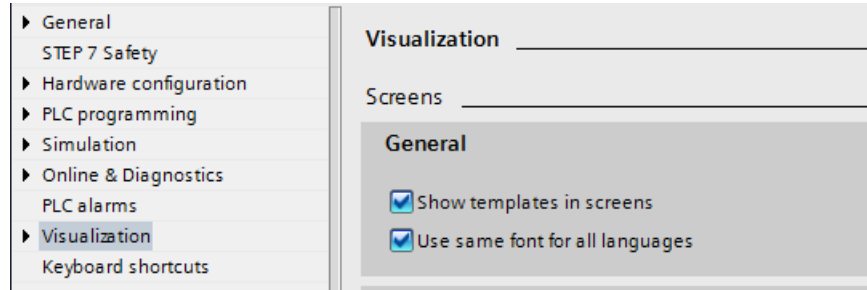 General
STEP 7 Safety
Hardware configuration
PLC programming
Simulation
Online & Diagnostics
PLC alarms
Visualization
Keyboard shortcuts
Visualization
Screens
General
Show templates in screens
Use same font for all languages